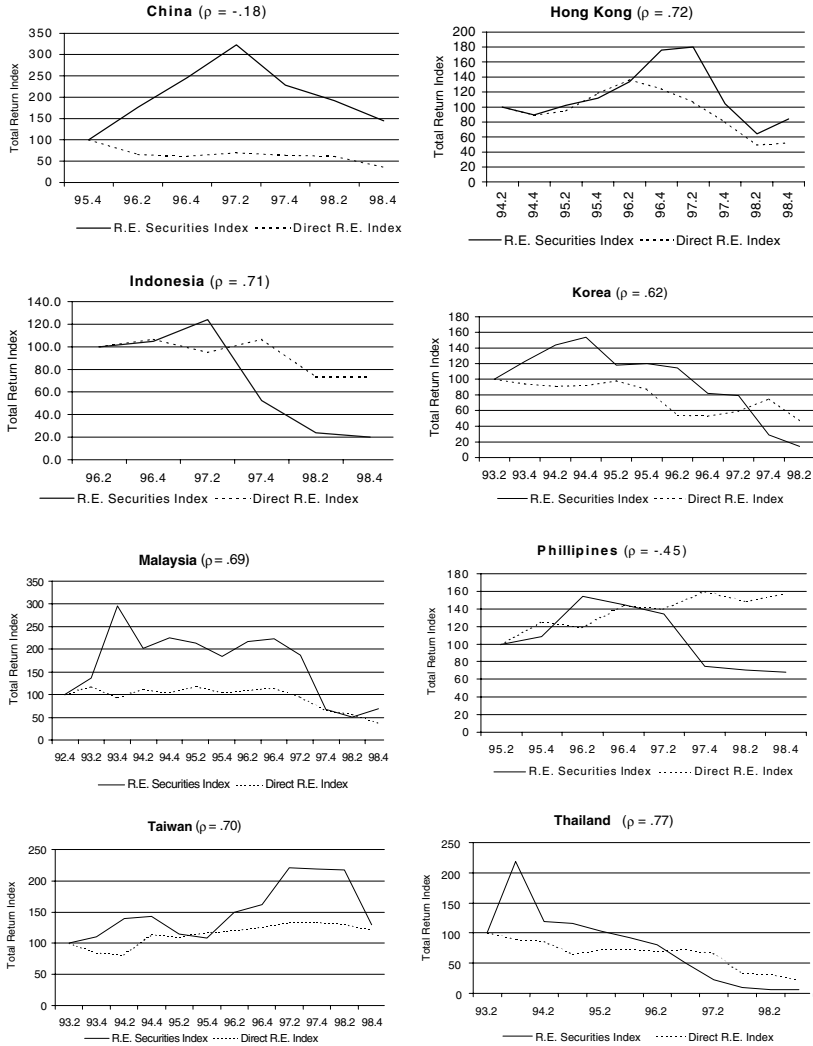 China (ρ = -.18)
Total Return Index
350
300
250
200
150
100
50
0
95.4 96.2 96.4 97.2 97.4 98.2 98.4
R.E. Securities Index Direct R.E. Index
Hong Kong (ρ = .72)
Total Return Index
200
180
160
140
120
100
80
60
40
20
0
94.2 94.4 95.2 95.4 96.2 96.4 97.2 97.4 98.2 98.4
R.E. Securities Index Direct R.E. Index
Indonesia (ρ = .71)
Total Return Index
140.0
120.0
100.0
80.0
60.0
40.0
20.0
0.0
96.2 96.4 97.2 97.4 98.2 98.4
R.E. Securities Index Direct R.E. Index
Korea (ρ = .62)
Total Return Index
180
160
140
120
100
80
60
40
20
0
93.2 93.4 94.2 94.4 95.2 95.4 96.2 96.4 97.2 97.4 98.2
R.E. Securities Index Direct R.E. Index
Malaysia (ρ = .69)
Total Return Index
350
300
250
200
150
100
50
0
92.4 93.2 93.4 94.2 94.4 95.2 95.4 96.2 96.4 97.2 97.4 98.2 98.4
R.E. Securities Index Direct R.E. Index
Phillipines (ρ = -.45)
Total Return Index
180
160
140
120
100
80
60
40
20
0
95.2 95.4 96.2 96.4 97.2 97.4 98.2 98.4
R.E. Securities Index Direct R.E. Index
Taiwan (ρ = .70)
Total Return Index
250
200
150
100
50
0
93.2 93.4 94.2 94.4 95.2 95.4 96.2 96.4 97.2 97.4 98.2 98.4
R.E. Securities Index Direct R.E. Index
Thailand (ρ = .77)
Total Return Index
250
200
150
100
50
0
93.2 94.2 95.2 96.2 97.2 98.2
R.E. Securities Index Direct R.E. Index